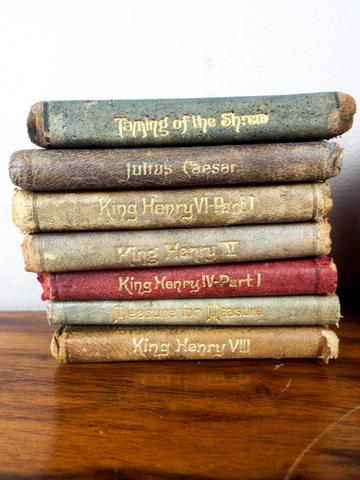 Taming of the Shrew
Julius Caesar
King Henry VI-Part I
King Henry V
King Henry IV-Part I
Measure for Measure
King Henry VIII